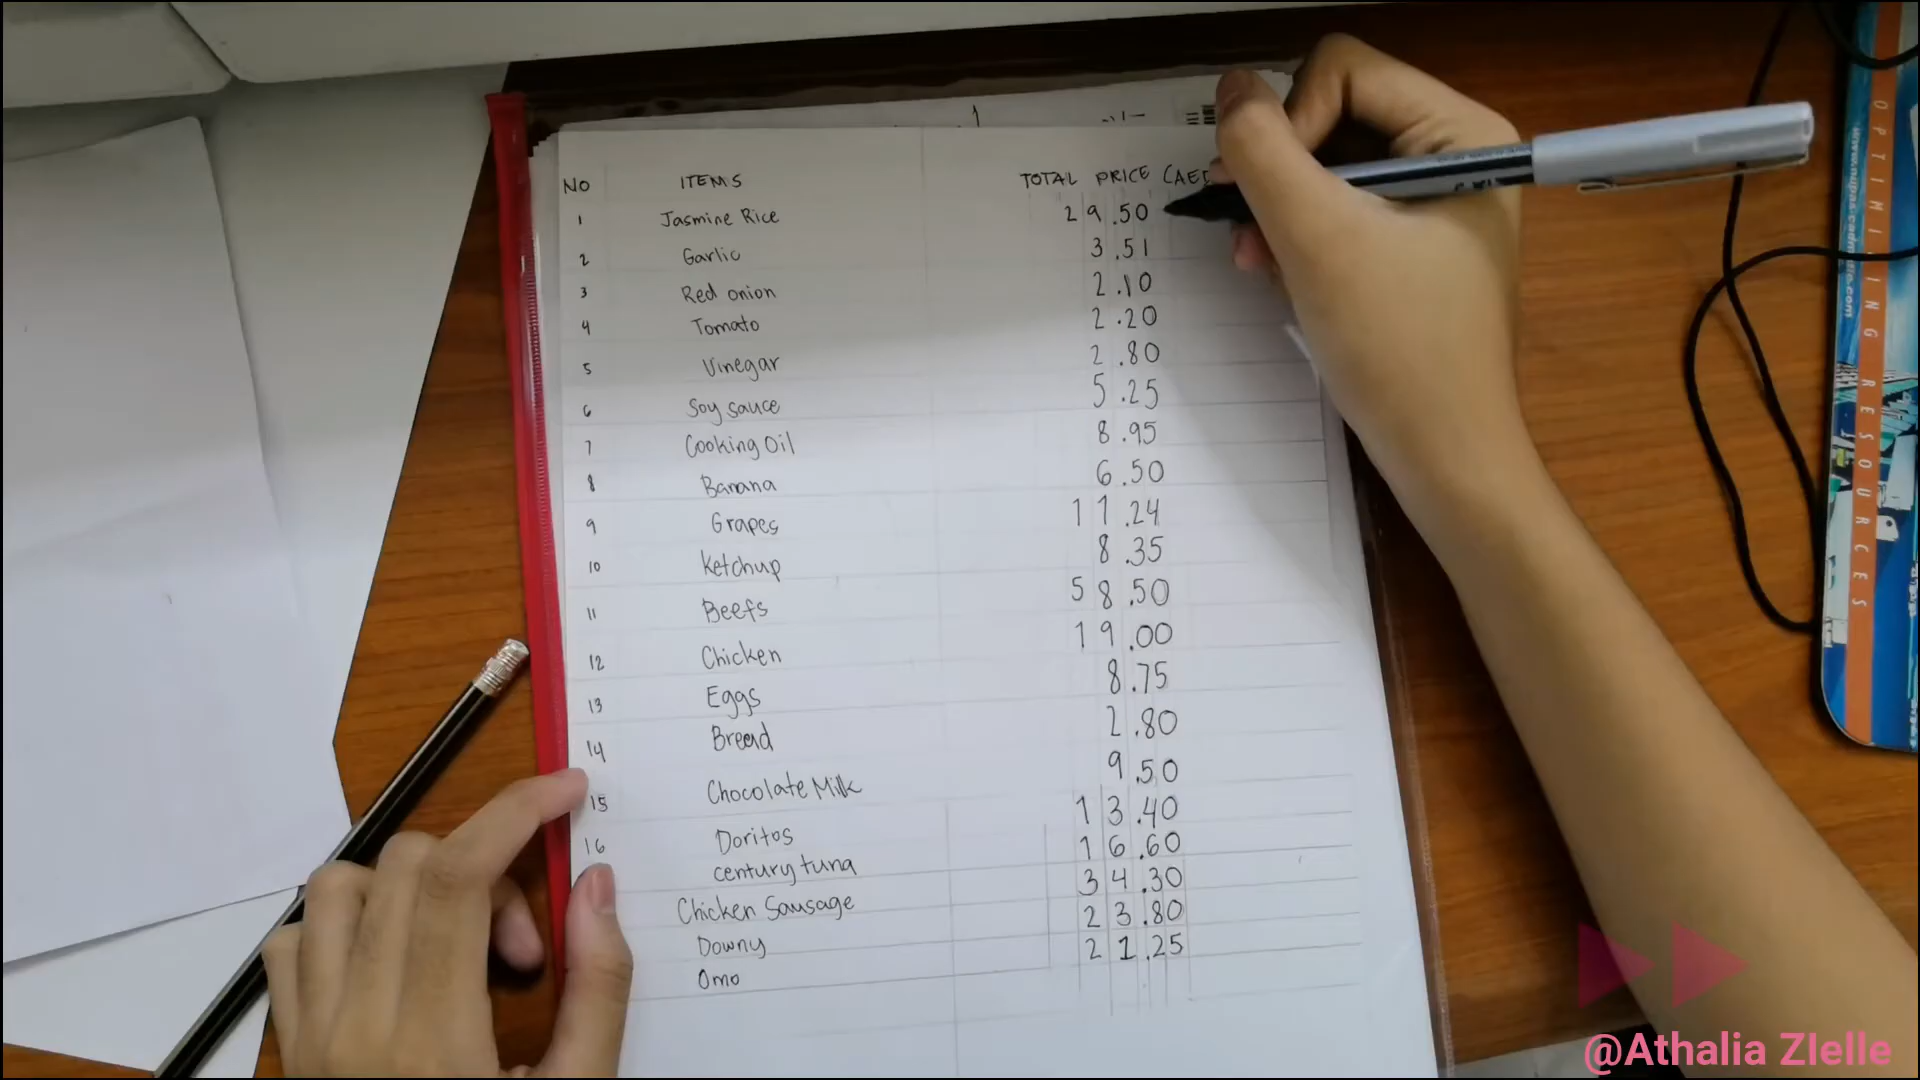 NO ITEMS TOTAL PRICE (AED
1 Jasmine Rice 29.50
2 Garlic 3.51
3 Red onion 2.10
4 Tomato 2.20
5 Vinegar 2.80
6 Soy sauce 5.25
7 Cooking Oil 8.95
8 Banana 6.50
9 Grapes 11.24
10 Ketchup 8.35
11 Beefs 58.50
12 Chicken 19.00
13 Eggs 8.75
14 Bread 2.80
15 Chocolate Milk 9.50
16 Doritos 13.40
century tuna 16.60
Chicken Sausage 34.30
Downy 23.80
Omo 21.25
OPTIMISING RESOURCES
@Athalia ZIelle